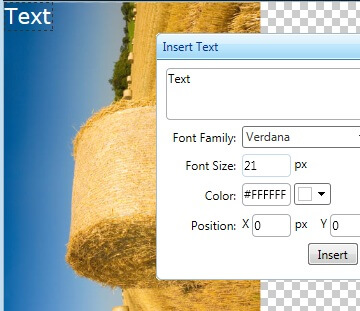 Text
Insert Text
Text
Font Family: Verdana
Font Size: 21 px
Color: #FFFFFF
Position: X 0 px Y 0
Insert